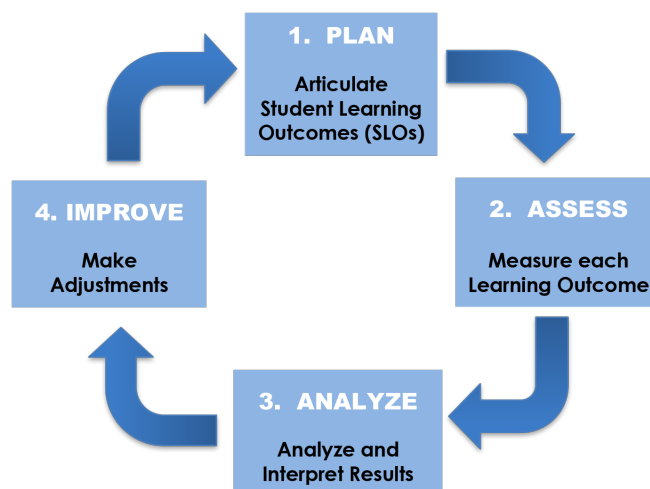 1. PLAN
Articulate
Student Learning
Outcomes (SLOs)
2. ASSESS
Measure each
Learning Outcome
3. ANALYZE
Analyze and
Interpret Results
4. IMPROVE
Make
Adjustments